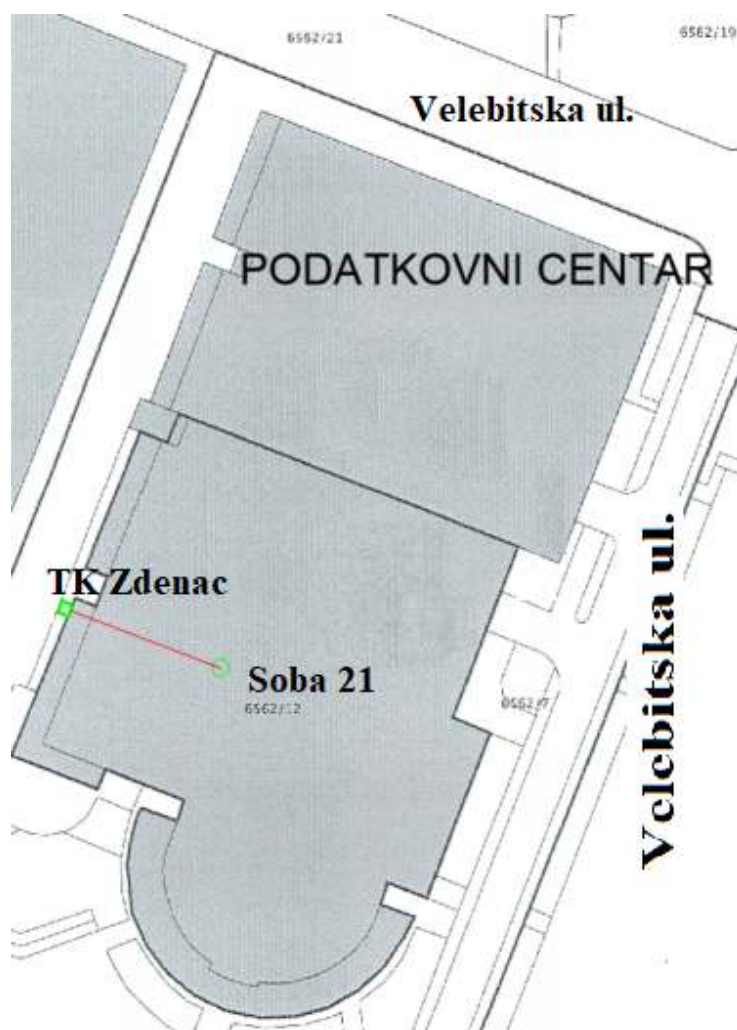 6562/21
6562/19
Velebitska ul.
PODATKOVNI CENTAR
TK Zdenac
Soba 21
6562/12
6562/7
Velebitska ul.